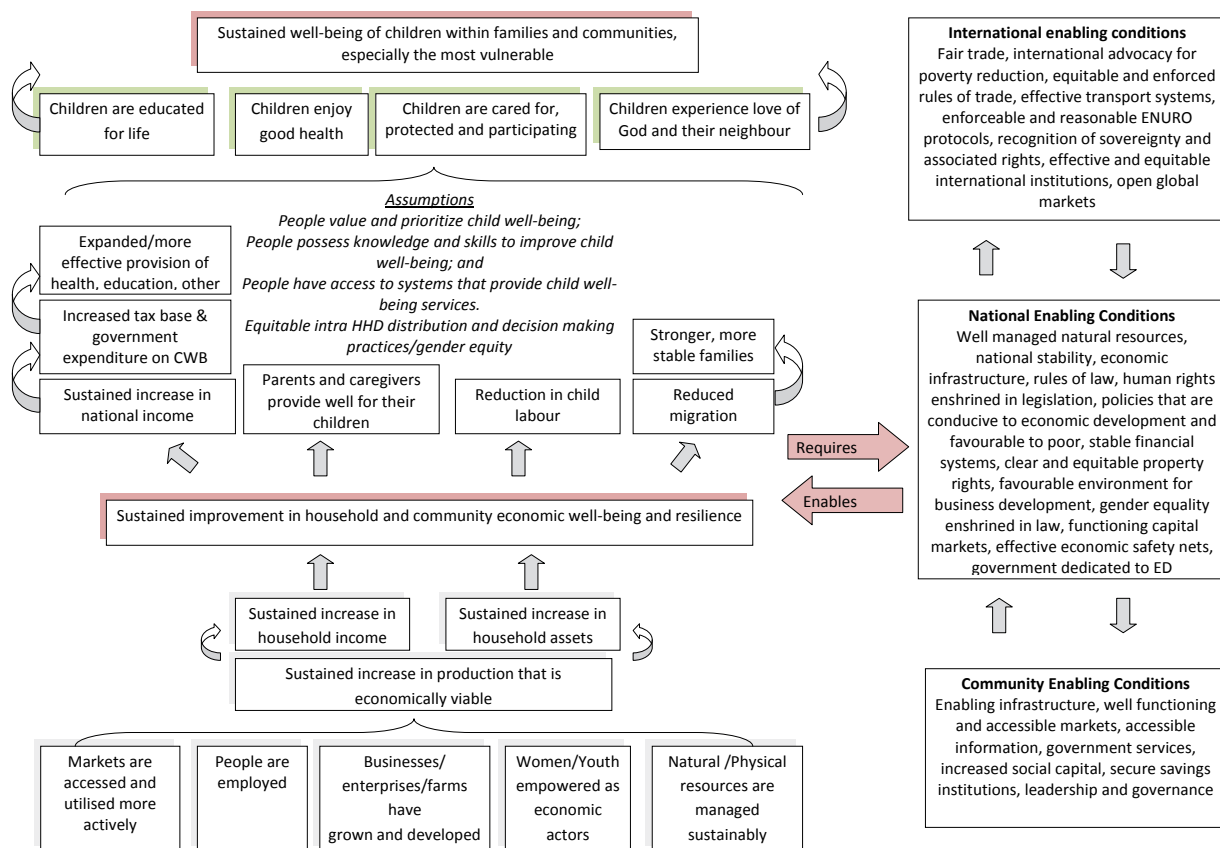 Sustained well-being of children within families and communities,
especially the most vulnerable
Children are educated
for life
Children enjoy
good health
Children are cared for,
protected and participating
Children experience love of
God and their neighbour
Assumptions
People value and prioritize child well-being;
People possess knowledge and skills to improve child
well-being; and
People have access to systems that provide child well-
being services.
Equitable intra HHD distribution and decision making
practices/gender equity
Expanded/more
effective provision of
health, education, other
Increased tax base &
government
expenditure on CWB
Sustained increase in
national income
Parents and caregivers
provide well for their
children
Reduction in child
labour
Stronger, more
stable families
Reduced
migration
Requires
Enables
Sustained improvement in household and community economic well-being and resilience
Sustained increase in
household income
Sustained increase in
household assets
Sustained increase in production that is
economically viable
Markets are
accessed and
utilised more
actively
People are
employed
Businesses/
enterprises/farms
have
grown and developed
Women/Youth
empowered as
economic
actors
Natural /Physical
resources are
managed
sustainably
International enabling conditions
Fair trade, international advocacy for
poverty reduction, equitable and enforced
rules of trade, effective transport systems,
enforceable and reasonable ENURO
protocols, recognition of sovereignty and
associated rights, effective and equitable
international institutions, open global
markets
National Enabling Conditions
Well managed natural resources,
national stability, economic
infrastructure, rules of law, human rights
enshrined in legislation, policies that are
conducive to economic development and
favourable to poor, stable financial
systems, clear and equitable property
rights, favourable environment for
business development, gender equality
enshrined in law, functioning capital
markets, effective economic safety nets,
government dedicated to ED
Community Enabling Conditions
Enabling infrastructure, well functioning
and accessible markets, accessible
information, government services,
increased social capital, secure savings
institutions, leadership and governance